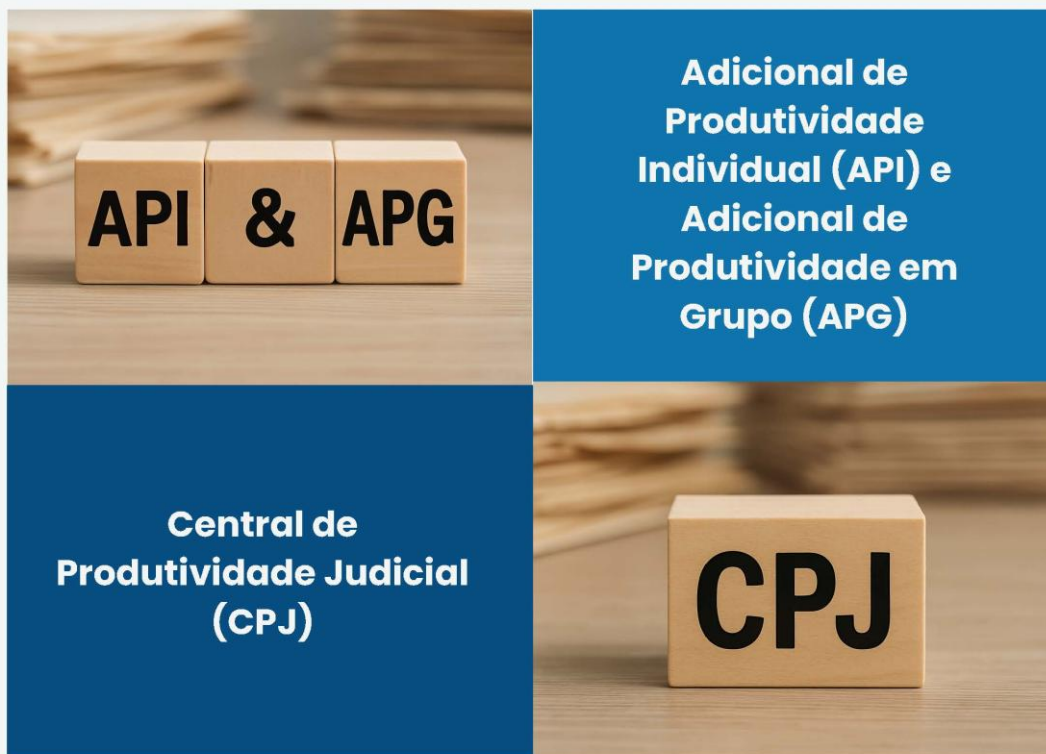 API & APG
Adicional de
Produtividade
Individual (API) e
Adicional de
Produtividade em
Grupo (APG)
Central de
Produtividade Judicial
(CPJ)
CPJ